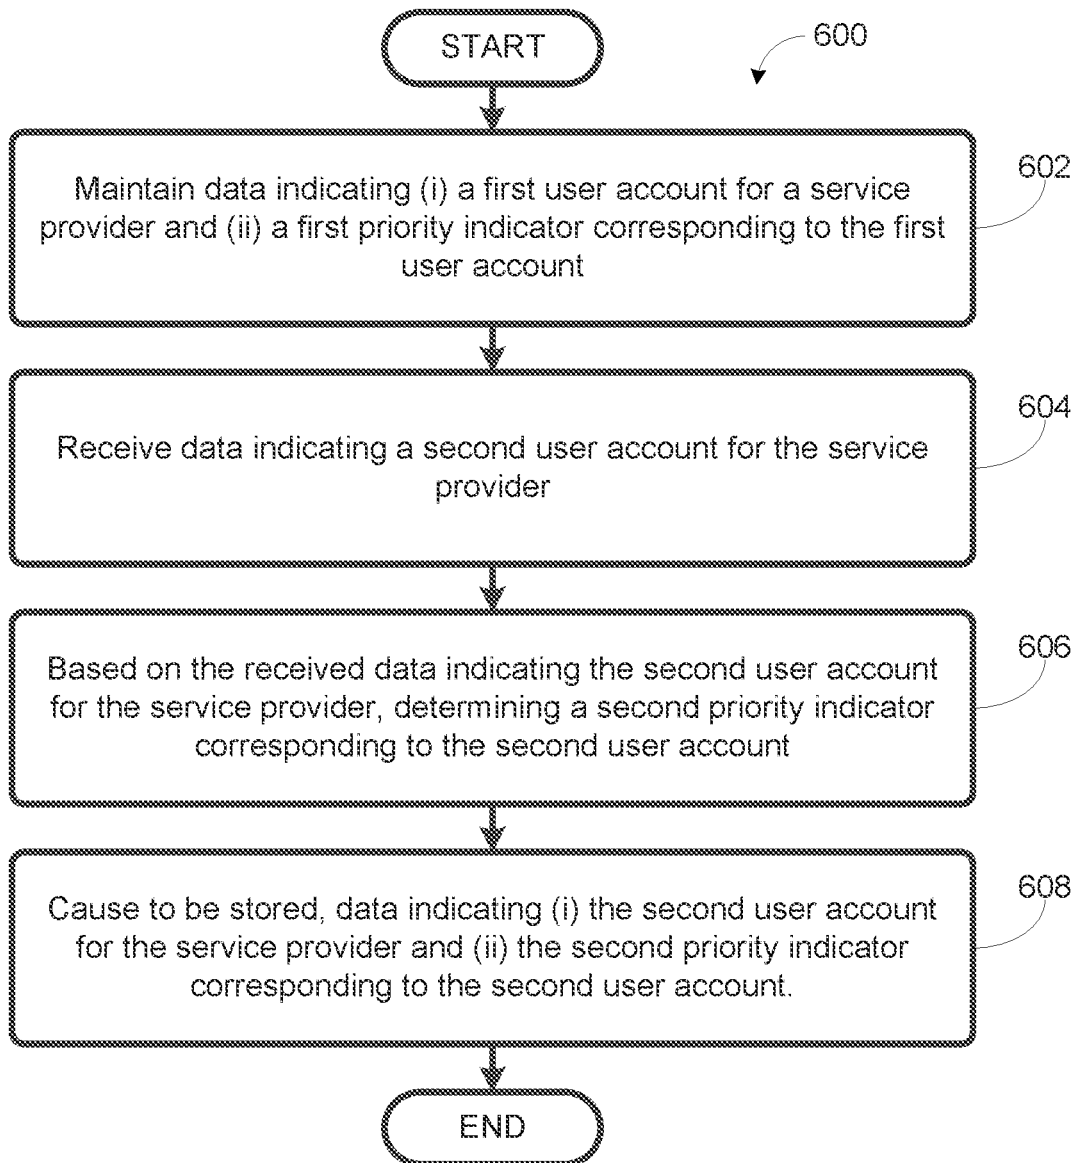 START
600
602
Maintain data indicating (i) a first user account for a service
provider and (ii) a first priority indicator corresponding to the first
user account
604
Receive data indicating a second user account for the service
provider
606
Based on the received data indicating the second user account
for the service provider, determining a second priority indicator
corresponding to the second user account
608
Cause to be stored, data indicating (i) the second user account
for the service provider and (ii) the second priority indicator
corresponding to the second user account.
END